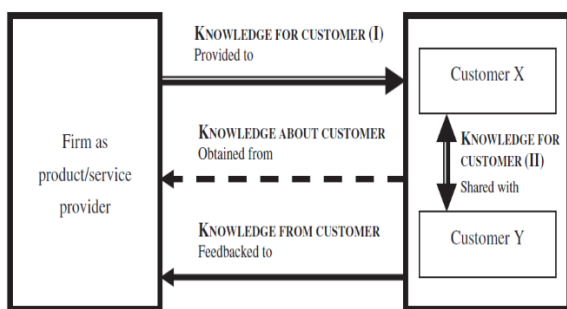 KNOWLEDGE FOR CUSTOMER (I)
Provided to
Firm as
product/service
provider
KNOWLEDGE ABOUT CUSTOMER
Obtained from
KNOWLEDGE FROM CUSTOMER
Feedbacked to
Customer X
KNOWLEDGE FOR
CUSTOMER (II)
Shared with
Customer Y